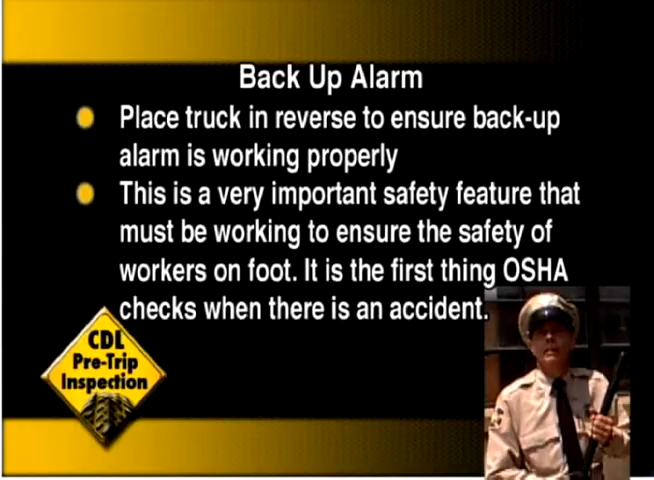 Back Up Alarm
Place truck in reverse to ensure back-up
alarm is working properly
This is a very important safety feature that
must be working to ensure the safety of
workers on foot. It is the first thing OSHA
checks when there is an accident.
CDL
Pre-Trip
Inspection